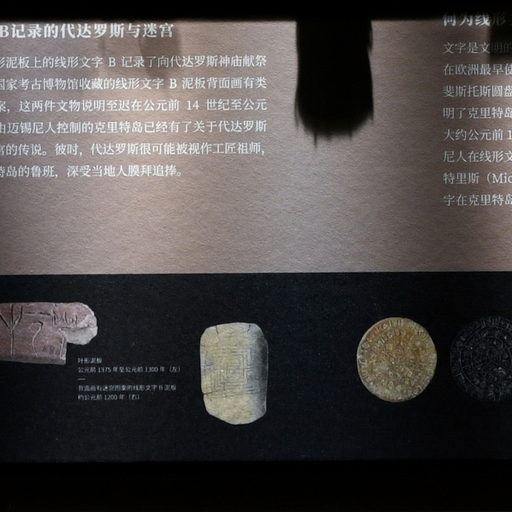 B记录的代达罗斯与迷宫
形泥板上的线形文字 B 记录了向代达罗斯神庙献祭
国家考古博物馆收藏的线形文字 B 泥板背面画有类
案，这两件文物说明至迟在公元前 14 世纪至公元
由迈锡尼人控制的克里特岛已经有了关于代达罗斯
宫的传说。彼时，代达罗斯很可能被视作工匠祖师，
特岛的鲁班，深受当地人膜拜追捧。
何为线形
文字是文明的
在欧洲最早使
斐斯托斯圆盘
明了克里特岛
大约公元前 1
尼人在线形文
特里斯（Mic
字在克里特岛
叶形泥板
公元前 1375 年至公元前 1300 年（左）
背面画有迷宫图案的线形文字 B 泥板
约公元前 1200 年（右）